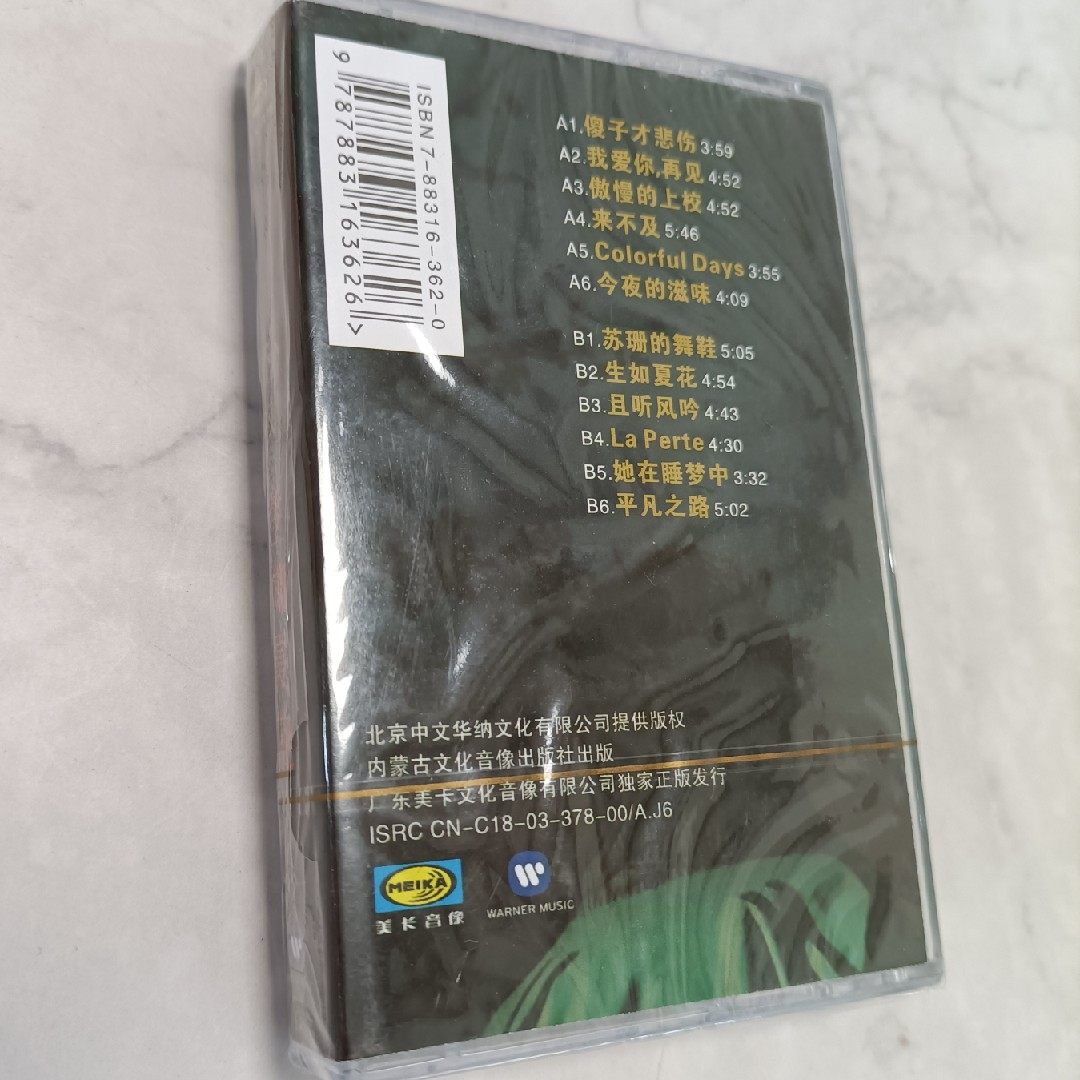 ISBN 7-88316-362-0
9 787883 163626 >
A1.傻子才悲伤 3:59
A2.我爱你,再见 4:52
A3.傲慢的上校 4:52
A4.来不及 5:46
A5.Colorful Days 3:55
A6.今夜的滋味 4:09
B1.苏珊的舞鞋 5:05
B2.生如夏花 4:54
B3.且听风吟 4:43
B4.La Perte 4:30
B5.她在睡梦中 3:32
B6.平凡之路 5:02
北京中文华纳文化有限公司提供版权
内蒙古文化音像出版社出版
广东美卡文化音像有限公司独家正版发行
ISRC CN-C18-03-378-00/A.J6
MEIKA
美卡音像
W
WARNER MUSIC